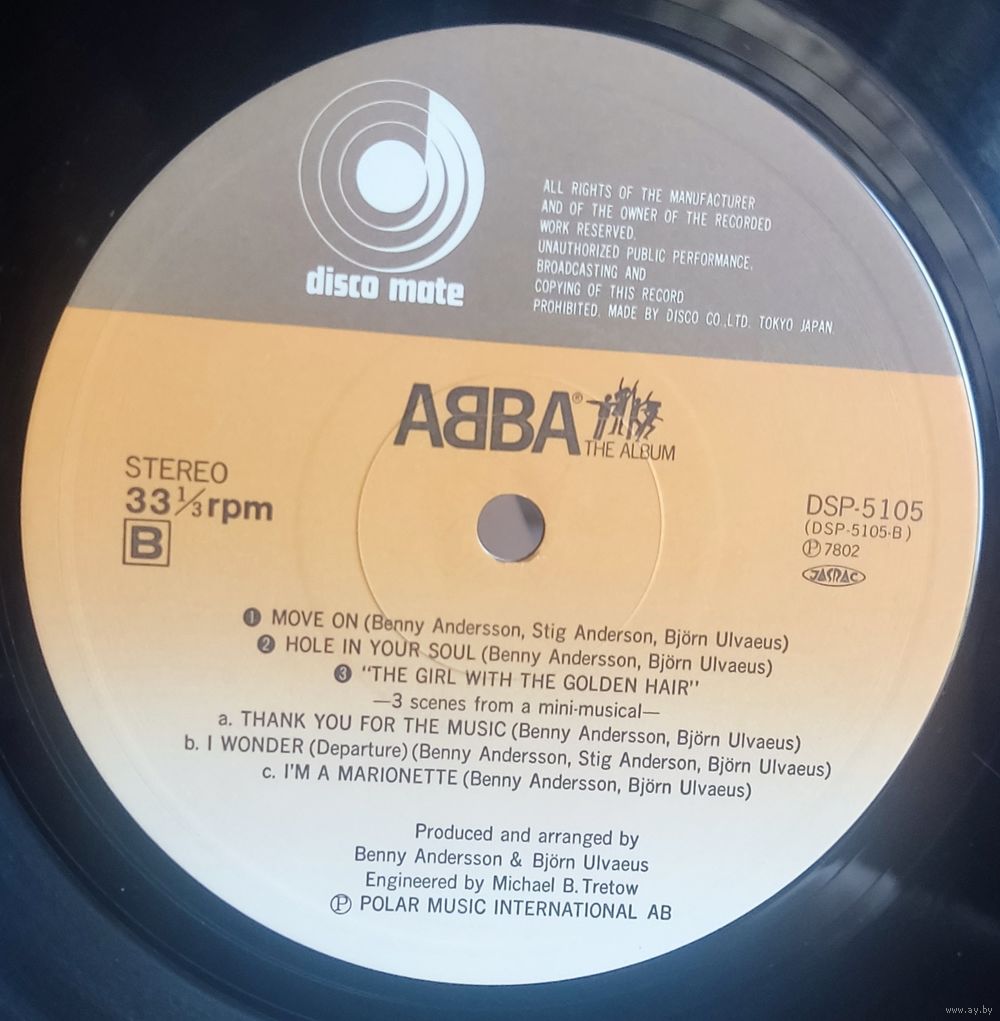 disco mate
ALL RIGHTS OF THE MANUFACTURER
AND OF THE OWNER OF THE RECORDED
WORK RESERVED.
UNAUTHORIZED PUBLIC PERFORMANCE,
BROADCASTING AND
COPYING OF THIS RECORD
PROHIBITED. MADE BY DISCO CO.,LTD. TOKYO JAPAN.
ABBA®
THE ALBUM
STEREO
33⅓rpm
B
DSP-5105
(DSP-5105-B)
Ⓟ7802
JASRAC
❶ MOVE ON (Benny Andersson, Stig Anderson, Björn Ulvaeus)
❷ HOLE IN YOUR SOUL (Benny Andersson, Björn Ulvaeus)
❸ "THE GIRL WITH THE GOLDEN HAIR"
—3 scenes from a mini-musical—
a. THANK YOU FOR THE MUSIC (Benny Andersson, Björn Ulvaeus)
b. I WONDER (Departure) (Benny Andersson, Stig Anderson, Björn Ulvaeus)
c. I'M A MARIONETTE (Benny Andersson, Björn Ulvaeus)
Produced and arranged by
Benny Andersson & Björn Ulvaeus
Engineered by Michael B. Tretow
Ⓟ POLAR MUSIC INTERNATIONAL AB
www.ay.by